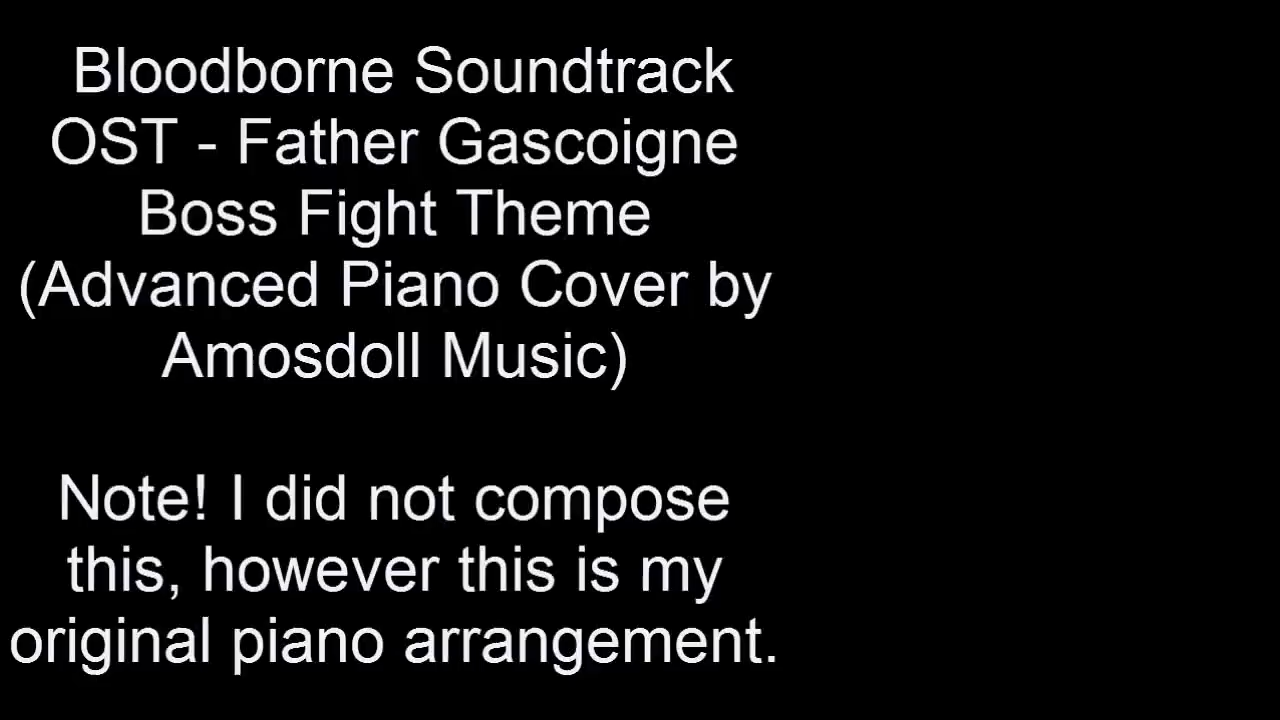 Bloodborne Soundtrack
OST - Father Gascoigne
Boss Fight Theme
(Advanced Piano Cover by
Amosdoll Music)
Note! I did not compose
this, however this is my
original piano arrangement.